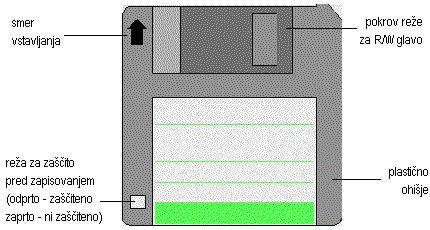 smer
vstavljanja
pokrov reže
za R/W glavo
reža za zaščito
pred zapisovanjem
(odprto - zaščiteno
zaprto - ni zaščiteno)
plastično
ohišje